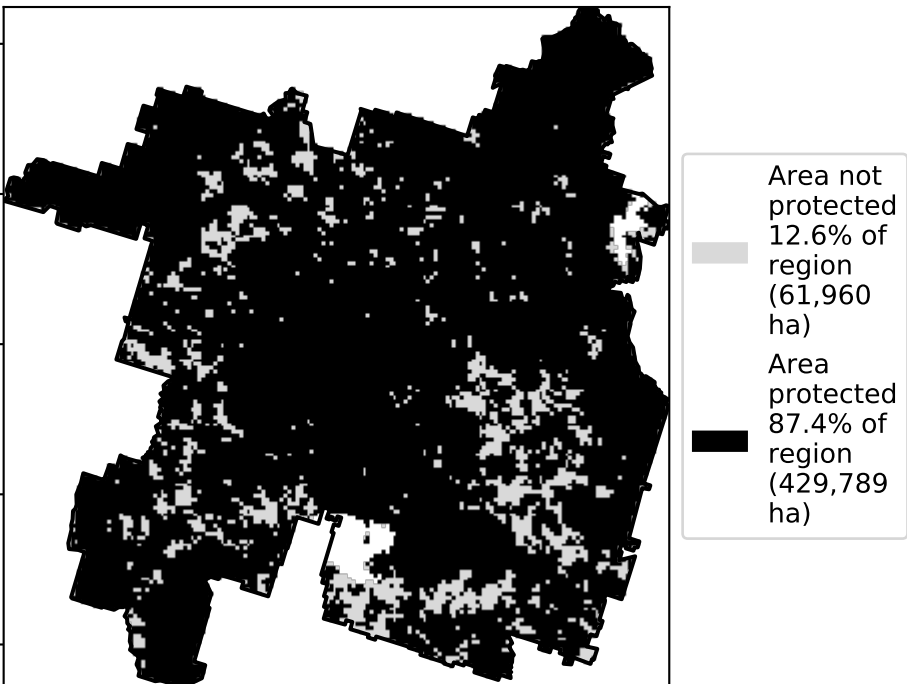 Area not
protected
12.6% of
region
(61,960
ha)
Area
protected
87.4% of
region
(429,789
ha)